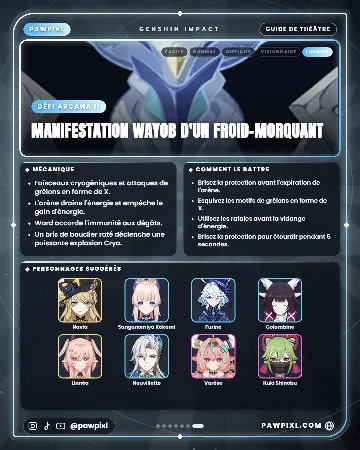 PAWPIXL
GENSHIN IMPACT
GUIDE DE THÉÂTRE
FACILE
NORMAL
DIFFICILE
VISIONNAIRE
LUNAIRE
DÉFI ARCANA II
MANIFESTATION WAYOB D'UN FROID-MORQUANT
MÉCANIQUE
Faisceaux cryogéniques et attaques de
grêlons en forme de X.
L'arène draine l'énergie et empêche le
gain d'énergie.
Ward accorde l'immunité aux dégâts.
Un bris de bouclier raté déclenche une
puissante explosion Cryo.
COMMENT LE BATTRE
Brisez la protection avant l'expiration de
l'arène.
Esquivez les motifs de grêlons en forme de
X.
Utilisez les rafales avant la vidange
d'énergie.
Brisez la protection pour étourdir pendant 5
secondes.
PERSONNAGES SUGGÉRÉS
Navia
Sangonomiya Kokomi
Furina
Colombina
Linnéa
Neuvillette
Varésa
Kuki Shinobu
@pawpixl
PAWPIXL.COM